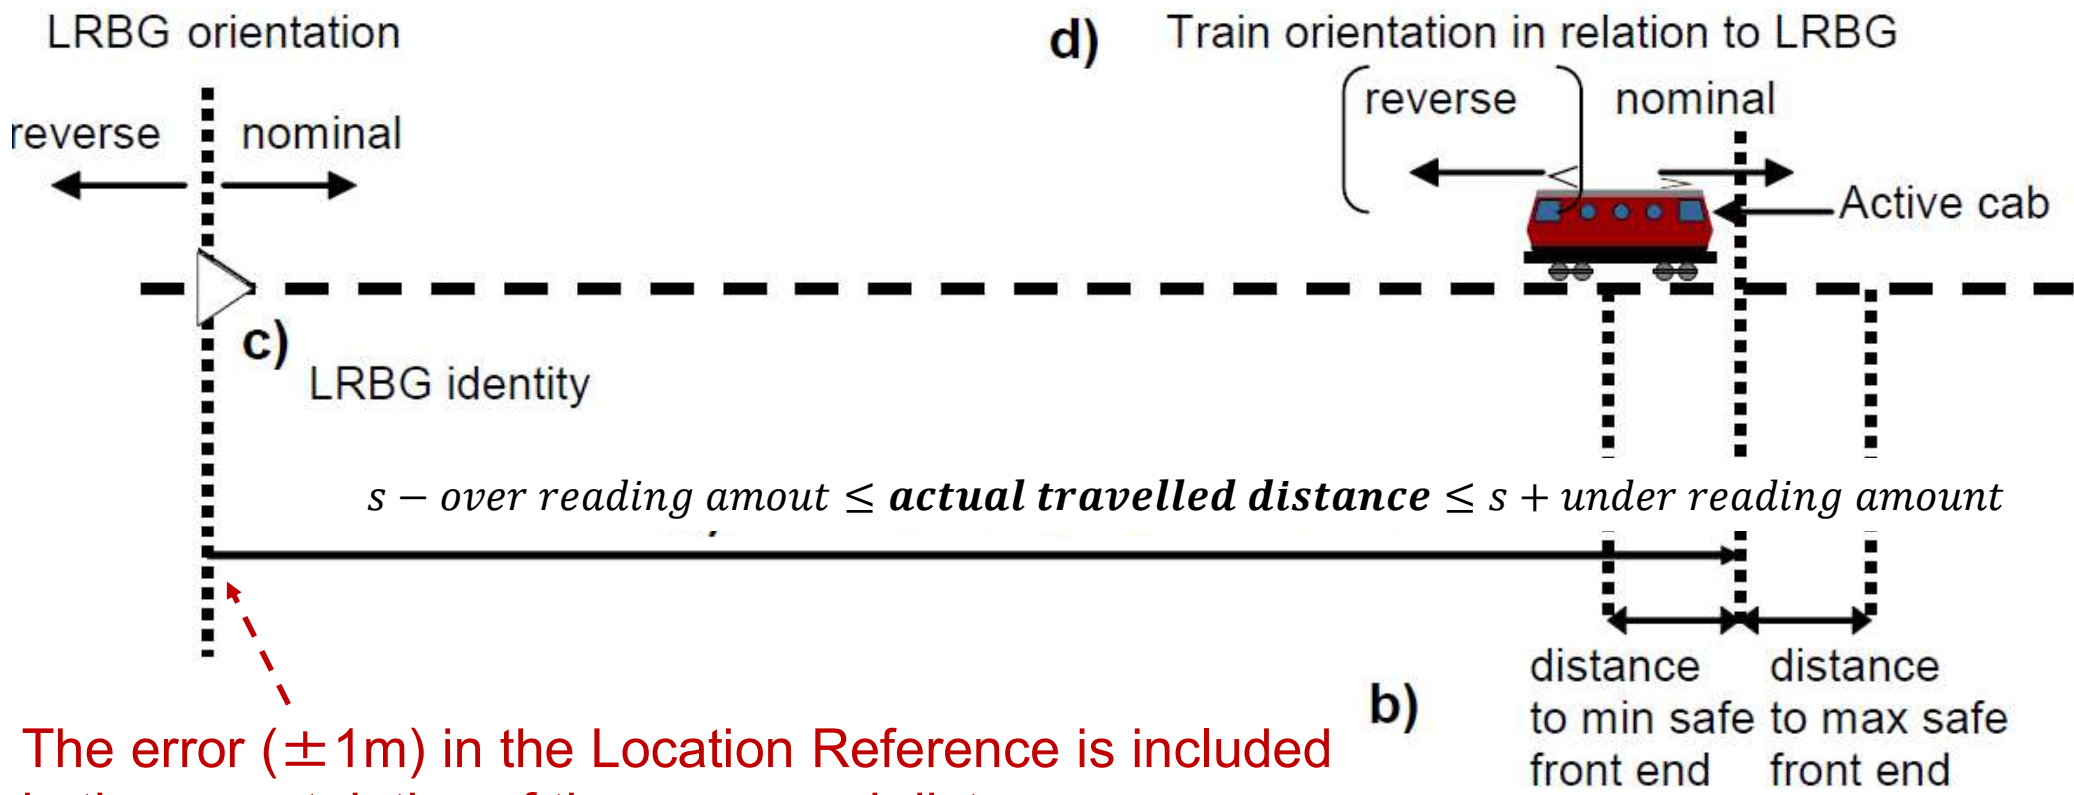 LRBG orientation
d) Train orientation in relation to LRBG
reverse nominal
reverse nominal
Active cab
c)
LRBG identity
s − over reading amout ≤ actual travelled distance ≤ s + under reading amount
b)
distance
to min safe
front end
distance
to max safe
front end
The error (±1m) in the Location Reference is included